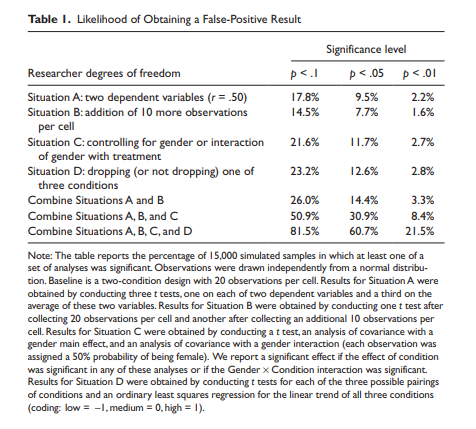 Table 1. Likelihood of Obtaining a False-Positive Result
Significance level
Researcher degrees of freedom p < .1 p < .05 p < .01
Situation A: two dependent variables (r = .50) 17.8% 9.5% 2.2%
Situation B: addition of 10 more observations 14.5% 7.7% 1.6%
per cell
Situation C: controlling for gender or interaction 21.6% 11.7% 2.7%
of gender with treatment
Situation D: dropping (or not dropping) one of 23.2% 12.6% 2.8%
three conditions
Combine Situations A and B 26.0% 14.4% 3.3%
Combine Situations A, B, and C 50.9% 30.9% 8.4%
Combine Situations A, B, C, and D 81.5% 60.7% 21.5%
Note: The table reports the percentage of 15,000 simulated samples in which at least one of a
set of analyses was significant. Observations were drawn independently from a normal distribu-
tion. Baseline is a two-condition design with 20 observations per cell. Results for Situation A were
obtained by conducting three t tests, one on each of two dependent variables and a third on the
average of these two variables. Results for Situation B were obtained by conducting one t test after
collecting 20 observations per cell and another after collecting an additional 10 observations per
cell. Results for Situation C were obtained by conducting a t test, an analysis of covariance with a
gender main effect, and an analysis of covariance with a gender interaction (each observation was
assigned a 50% probability of being female). We report a significant effect if the effect of condition
was significant in any of these analyses or if the Gender × Condition interaction was significant.
Results for Situation D were obtained by conducting t tests for each of the three possible pairings
of conditions and an ordinary least squares regression for the linear trend of all three conditions
(coding: low = –1, medium = 0, high = 1).